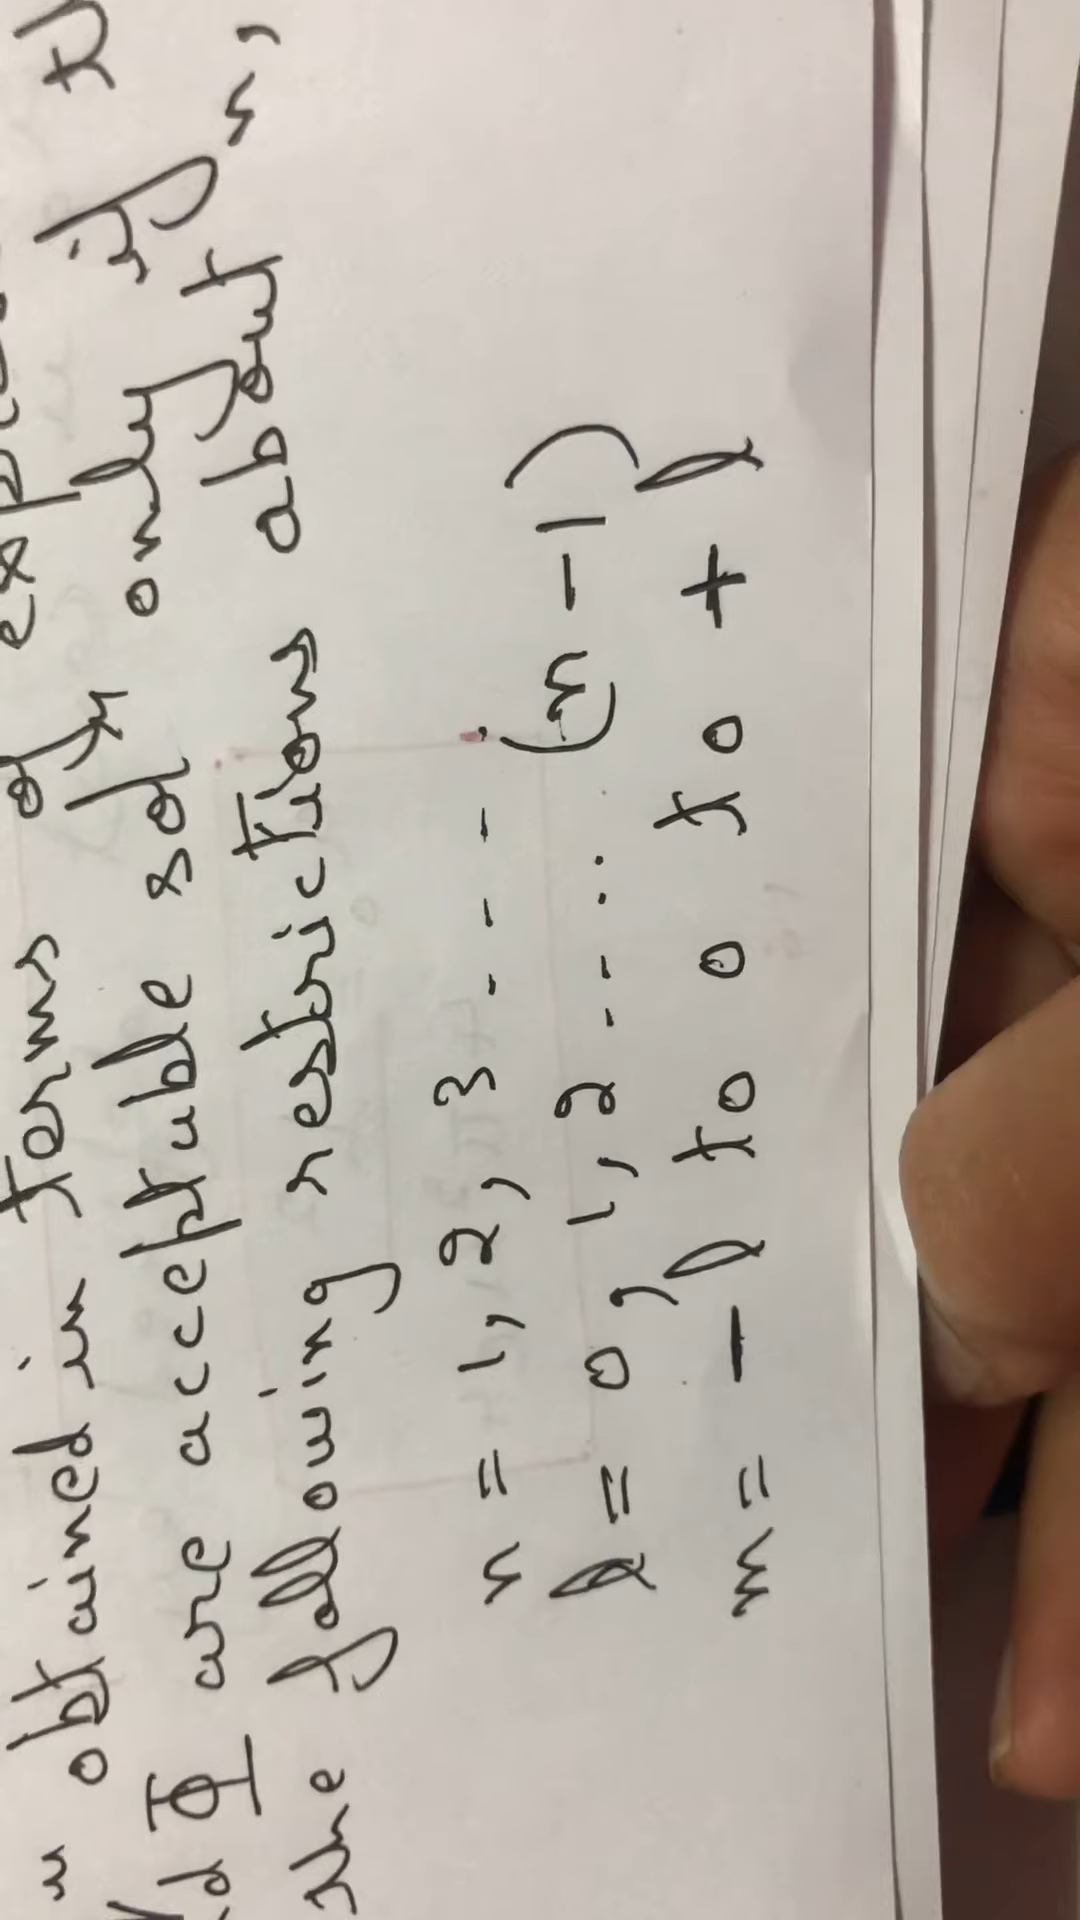 obtained in terms of
Φ are acceptable solⁿ only if
the following restrictions about n,
n = 1, 2, 3 - - - -
l = 0, 1, 2 - - . . . (n - 1)
m = - l to 0 to + l